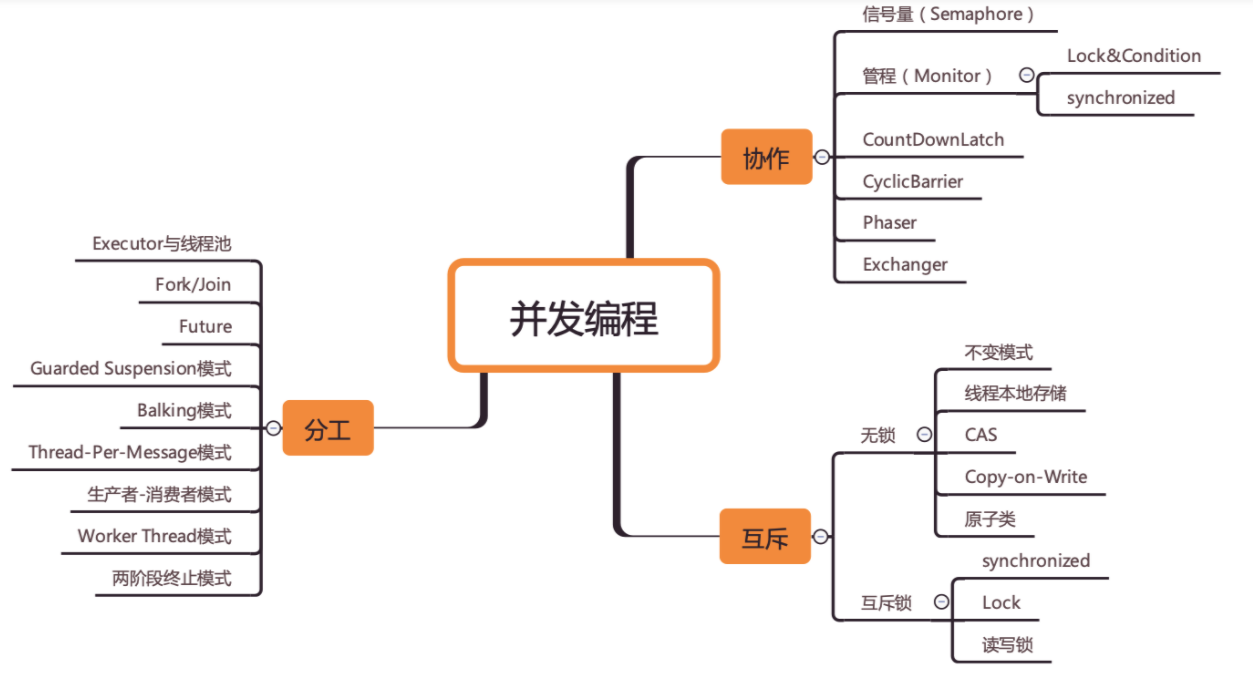 并发编程
协作
信号量（Semaphore）
管程（Monitor）
Lock&Condition
synchronized
CountDownLatch
CyclicBarrier
Phaser
Exchanger
分工
Executor与线程池
Fork/Join
Future
Guarded Suspension模式
Balking模式
Thread-Per-Message模式
生产者-消费者模式
Worker Thread模式
两阶段终止模式
互斥
无锁
不变模式
线程本地存储
CAS
Copy-on-Write
原子类
互斥锁
synchronized
Lock
读写锁